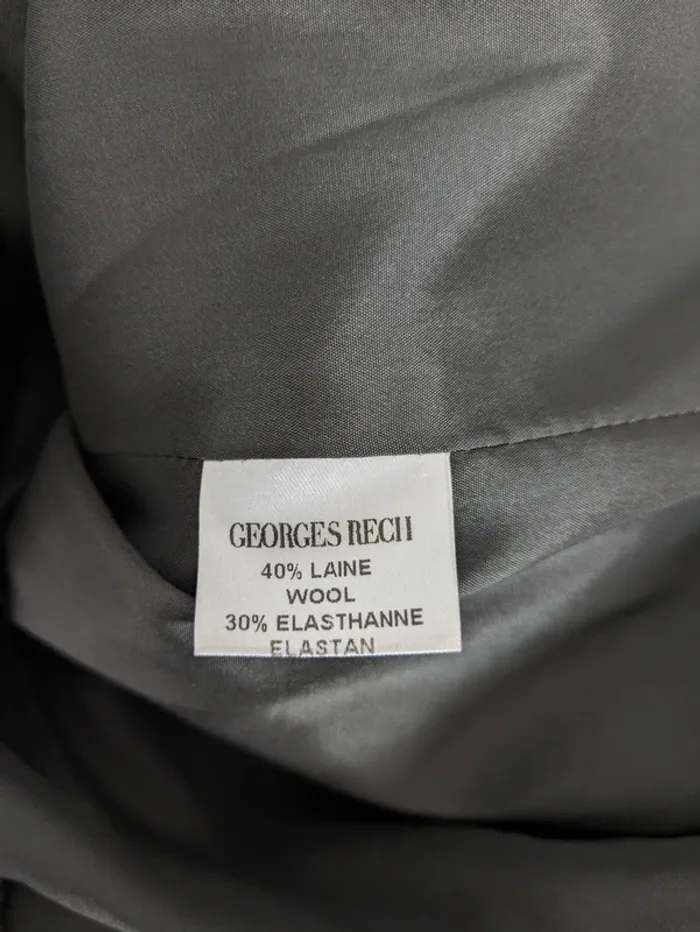 GEORGES RECH
40% LAINE
WOOL
30% ELASTHANNE
ELASTAN